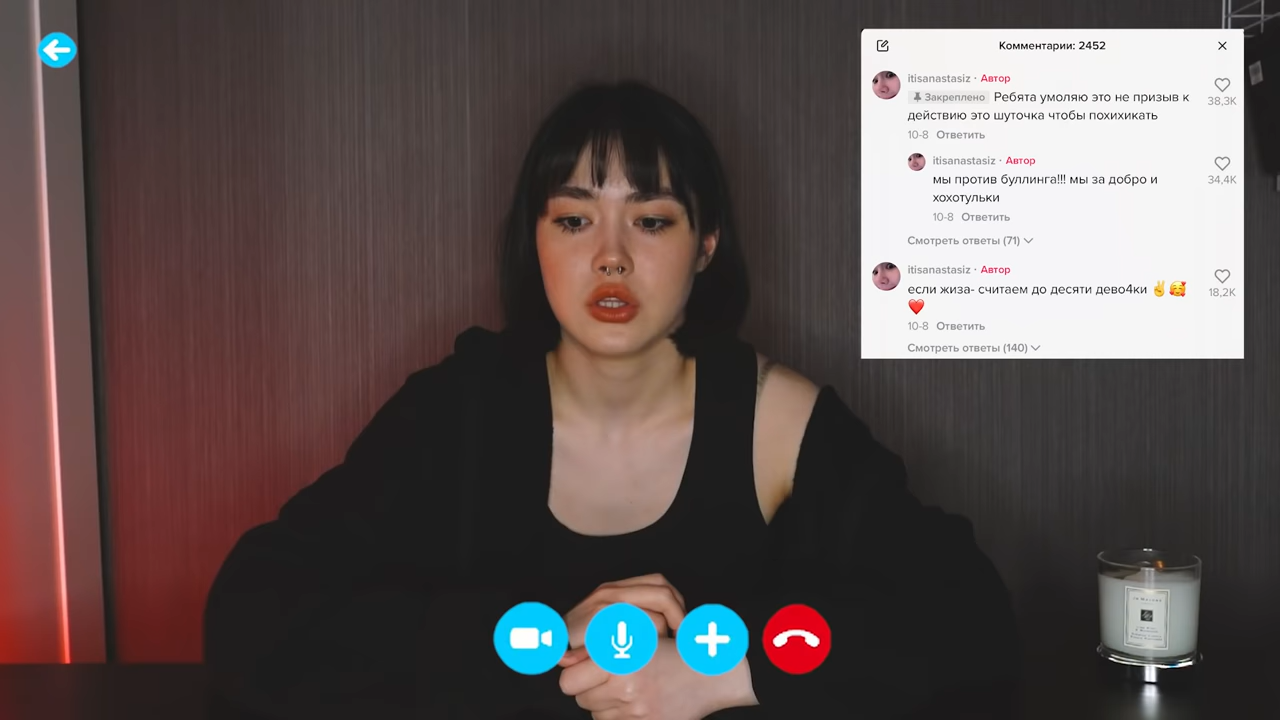 Комментарии: 2452
itisanastasiz · Автор
Закреплено Ребята умоляю это не призыв к
действию это шуточка чтобы похихикать
38,3K
10-8 Ответить
itisanastasiz · Автор
мы против буллинга!!! мы за добро и
хохотульки
34,4K
10-8 Ответить
Смотреть ответы (71)
itisanastasiz · Автор
если жиза- считаем до десяти дево4ки ✌️🥰
❤️
18,2K
10-8 Ответить
Смотреть ответы (140)